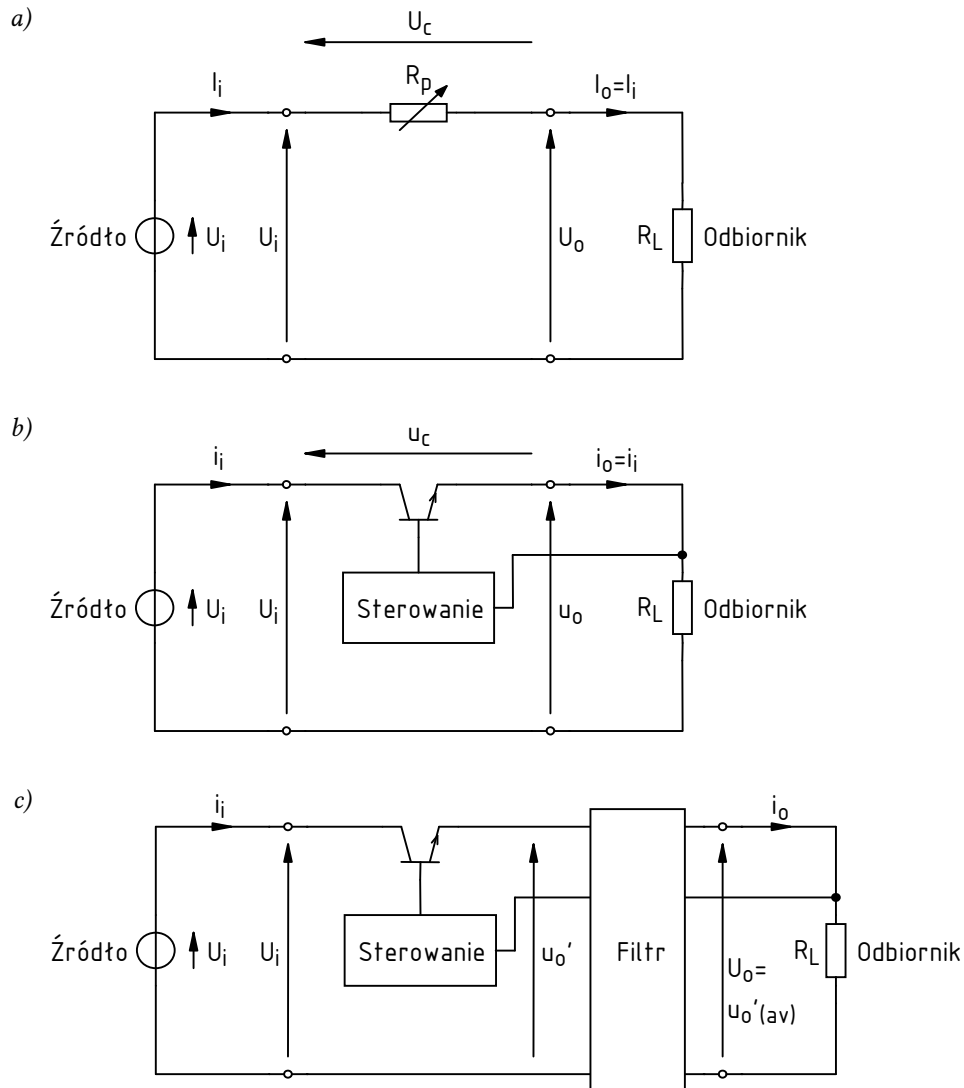 a)
U_c
I_i
R_p
I_o=I_i
Źródło
U_i
U_i
U_o
R_L
Odbiornik
b)
u_c
i_i
i_o=i_i
Źródło
U_i
U_i
Sterowanie
u_o
R_L
Odbiornik
c)
i_i
i_o
Źródło
U_i
U_i
Sterowanie
u_o'
Filtr
U_o=
u_o'(av)
R_L
Odbiornik